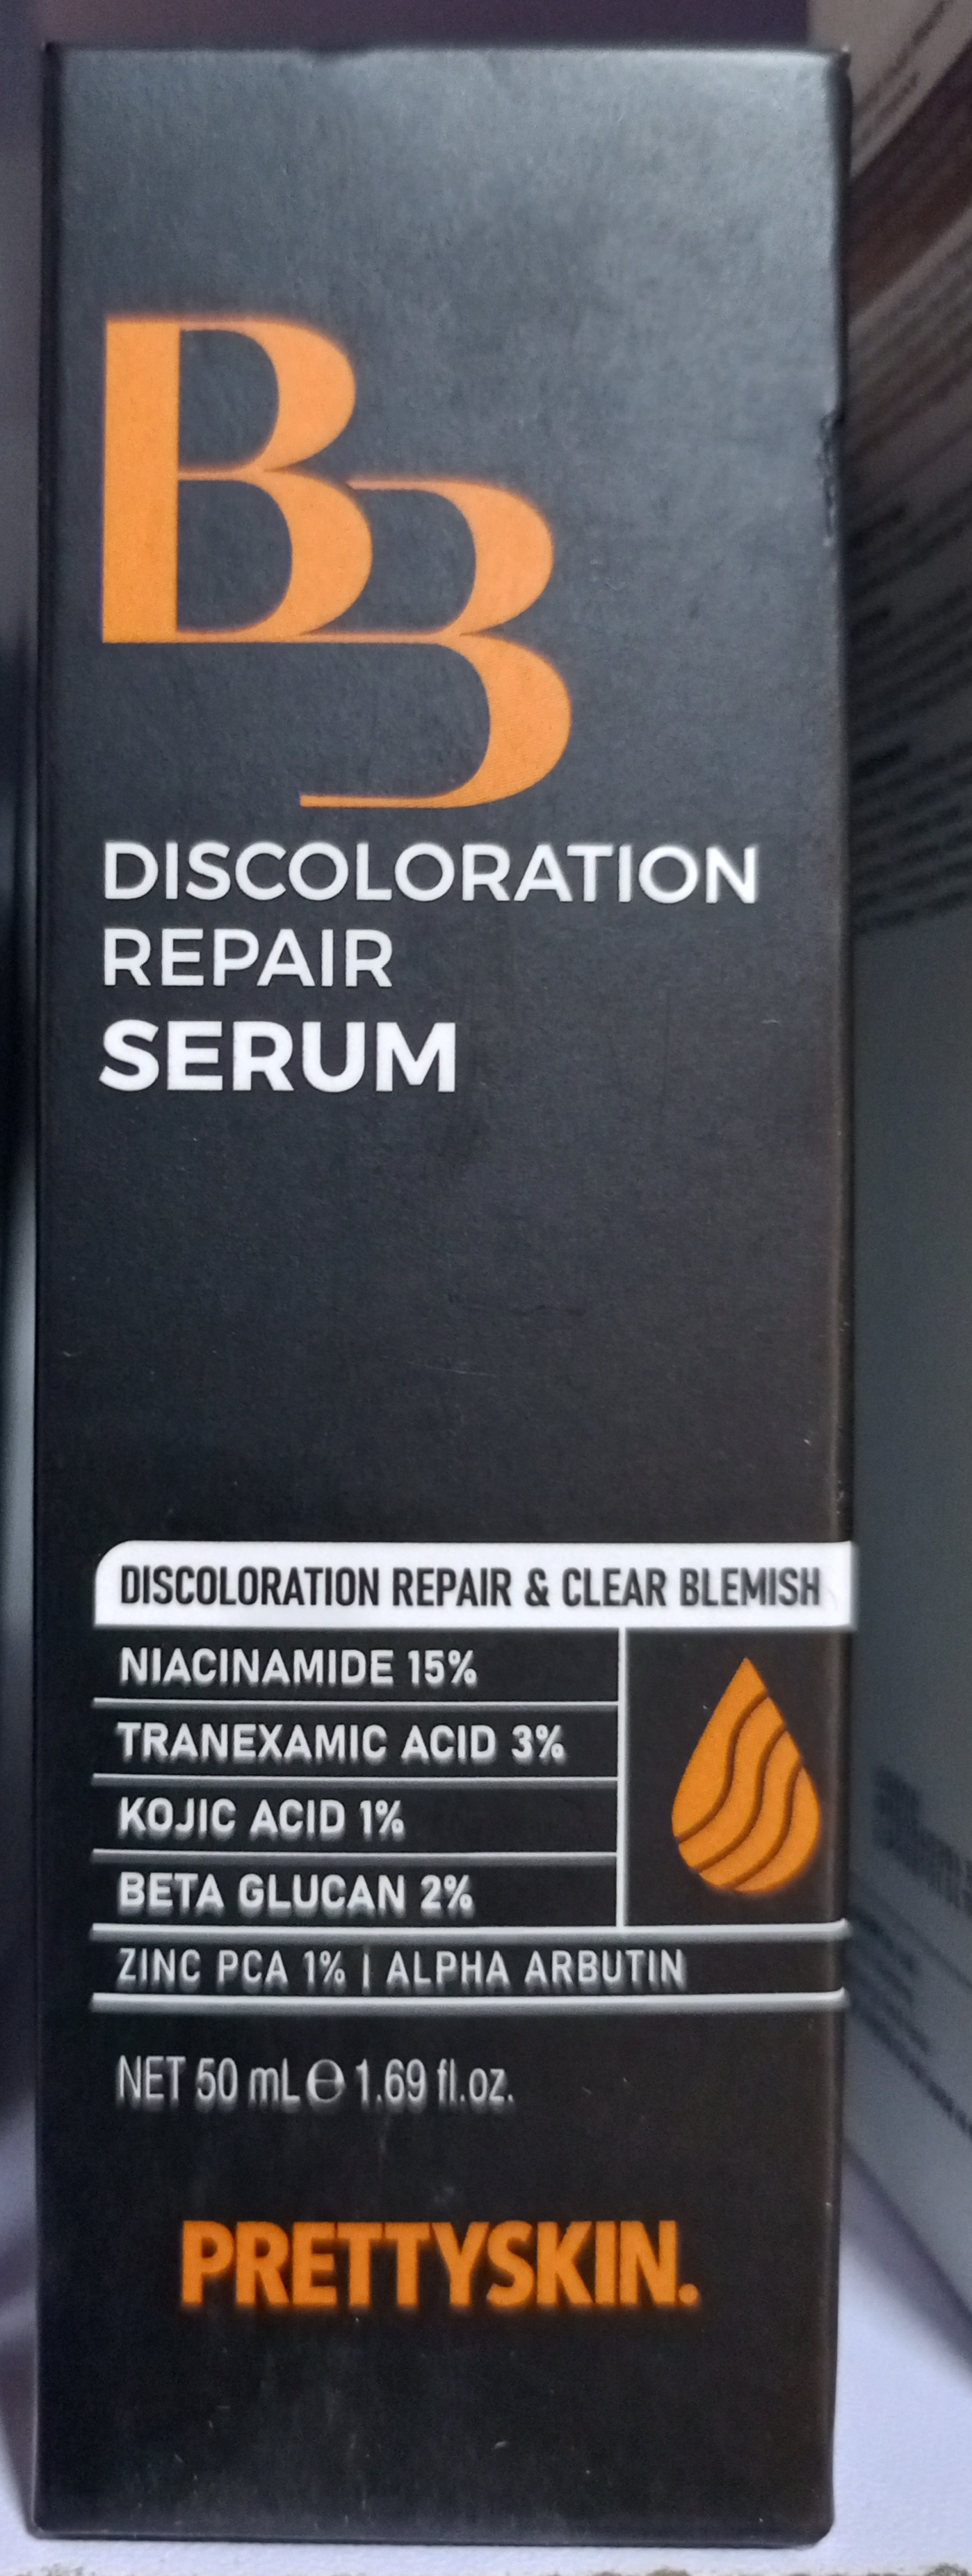 BB
DISCOLORATION
REPAIR
SERUM
DISCOLORATION REPAIR & CLEAR BLEMISH
NIACINAMIDE 15%
TRANEXAMIC ACID 3%
KOJIC ACID 1%
BETA GLUCAN 2%
ZINC PCA 1% | ALPHA ARBUTIN
NET 50 mL ℮ 1.69 fl.oz.
PRETTYSKIN.